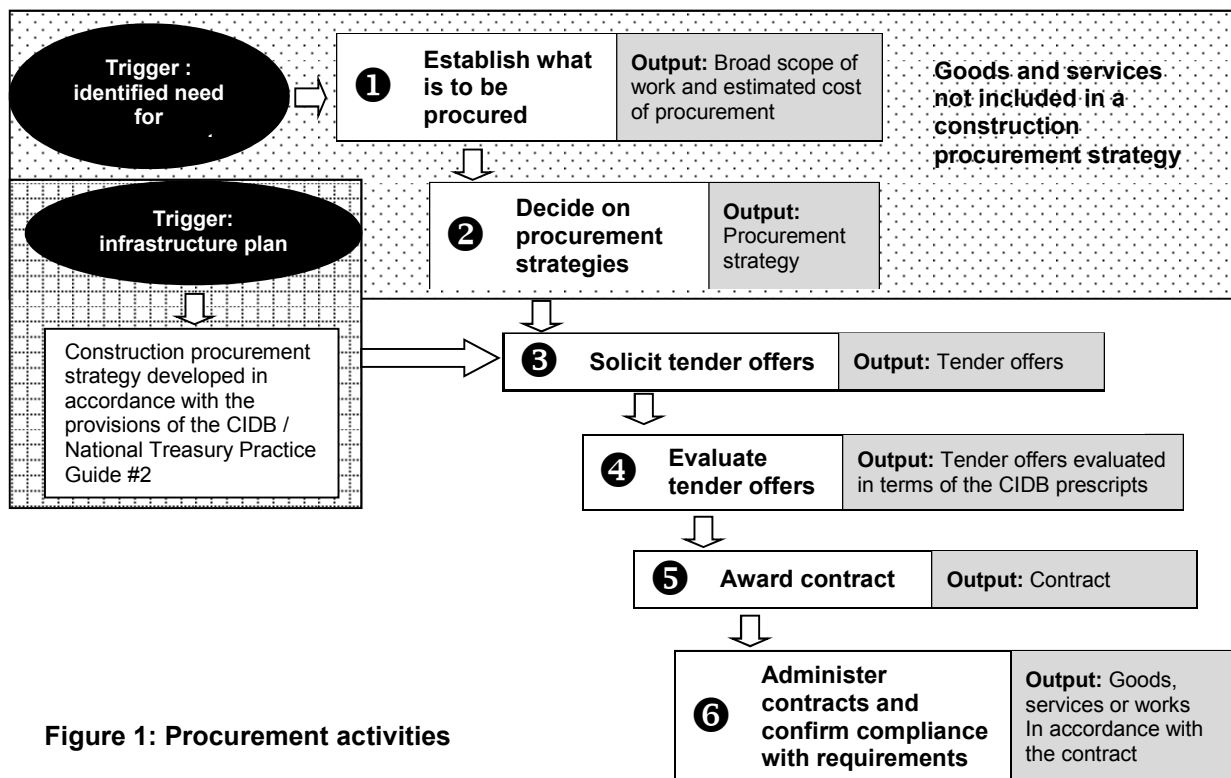 Trigger :
identified need
for
❶
Establish what
is to be
procured
Output: Broad scope of
work and estimated cost
of procurement
Goods and services
not included in a
construction
procurement strategy
Trigger:
infrastructure plan
❷
Decide on
procurement
strategies
Output:
Procurement
strategy
Construction procurement
strategy developed in
accordance with the
provisions of the CIDB /
National Treasury Practice
Guide #2
❸
Solicit tender offers
Output: Tender offers
❹
Evaluate
tender offers
Output: Tender offers evaluated
in terms of the CIDB prescripts
❺
Award contract
Output: Contract
❻
Administer
contracts and
confirm compliance
with requirements
Output: Goods,
services or works
In accordance with
the contract
Figure 1: Procurement activities